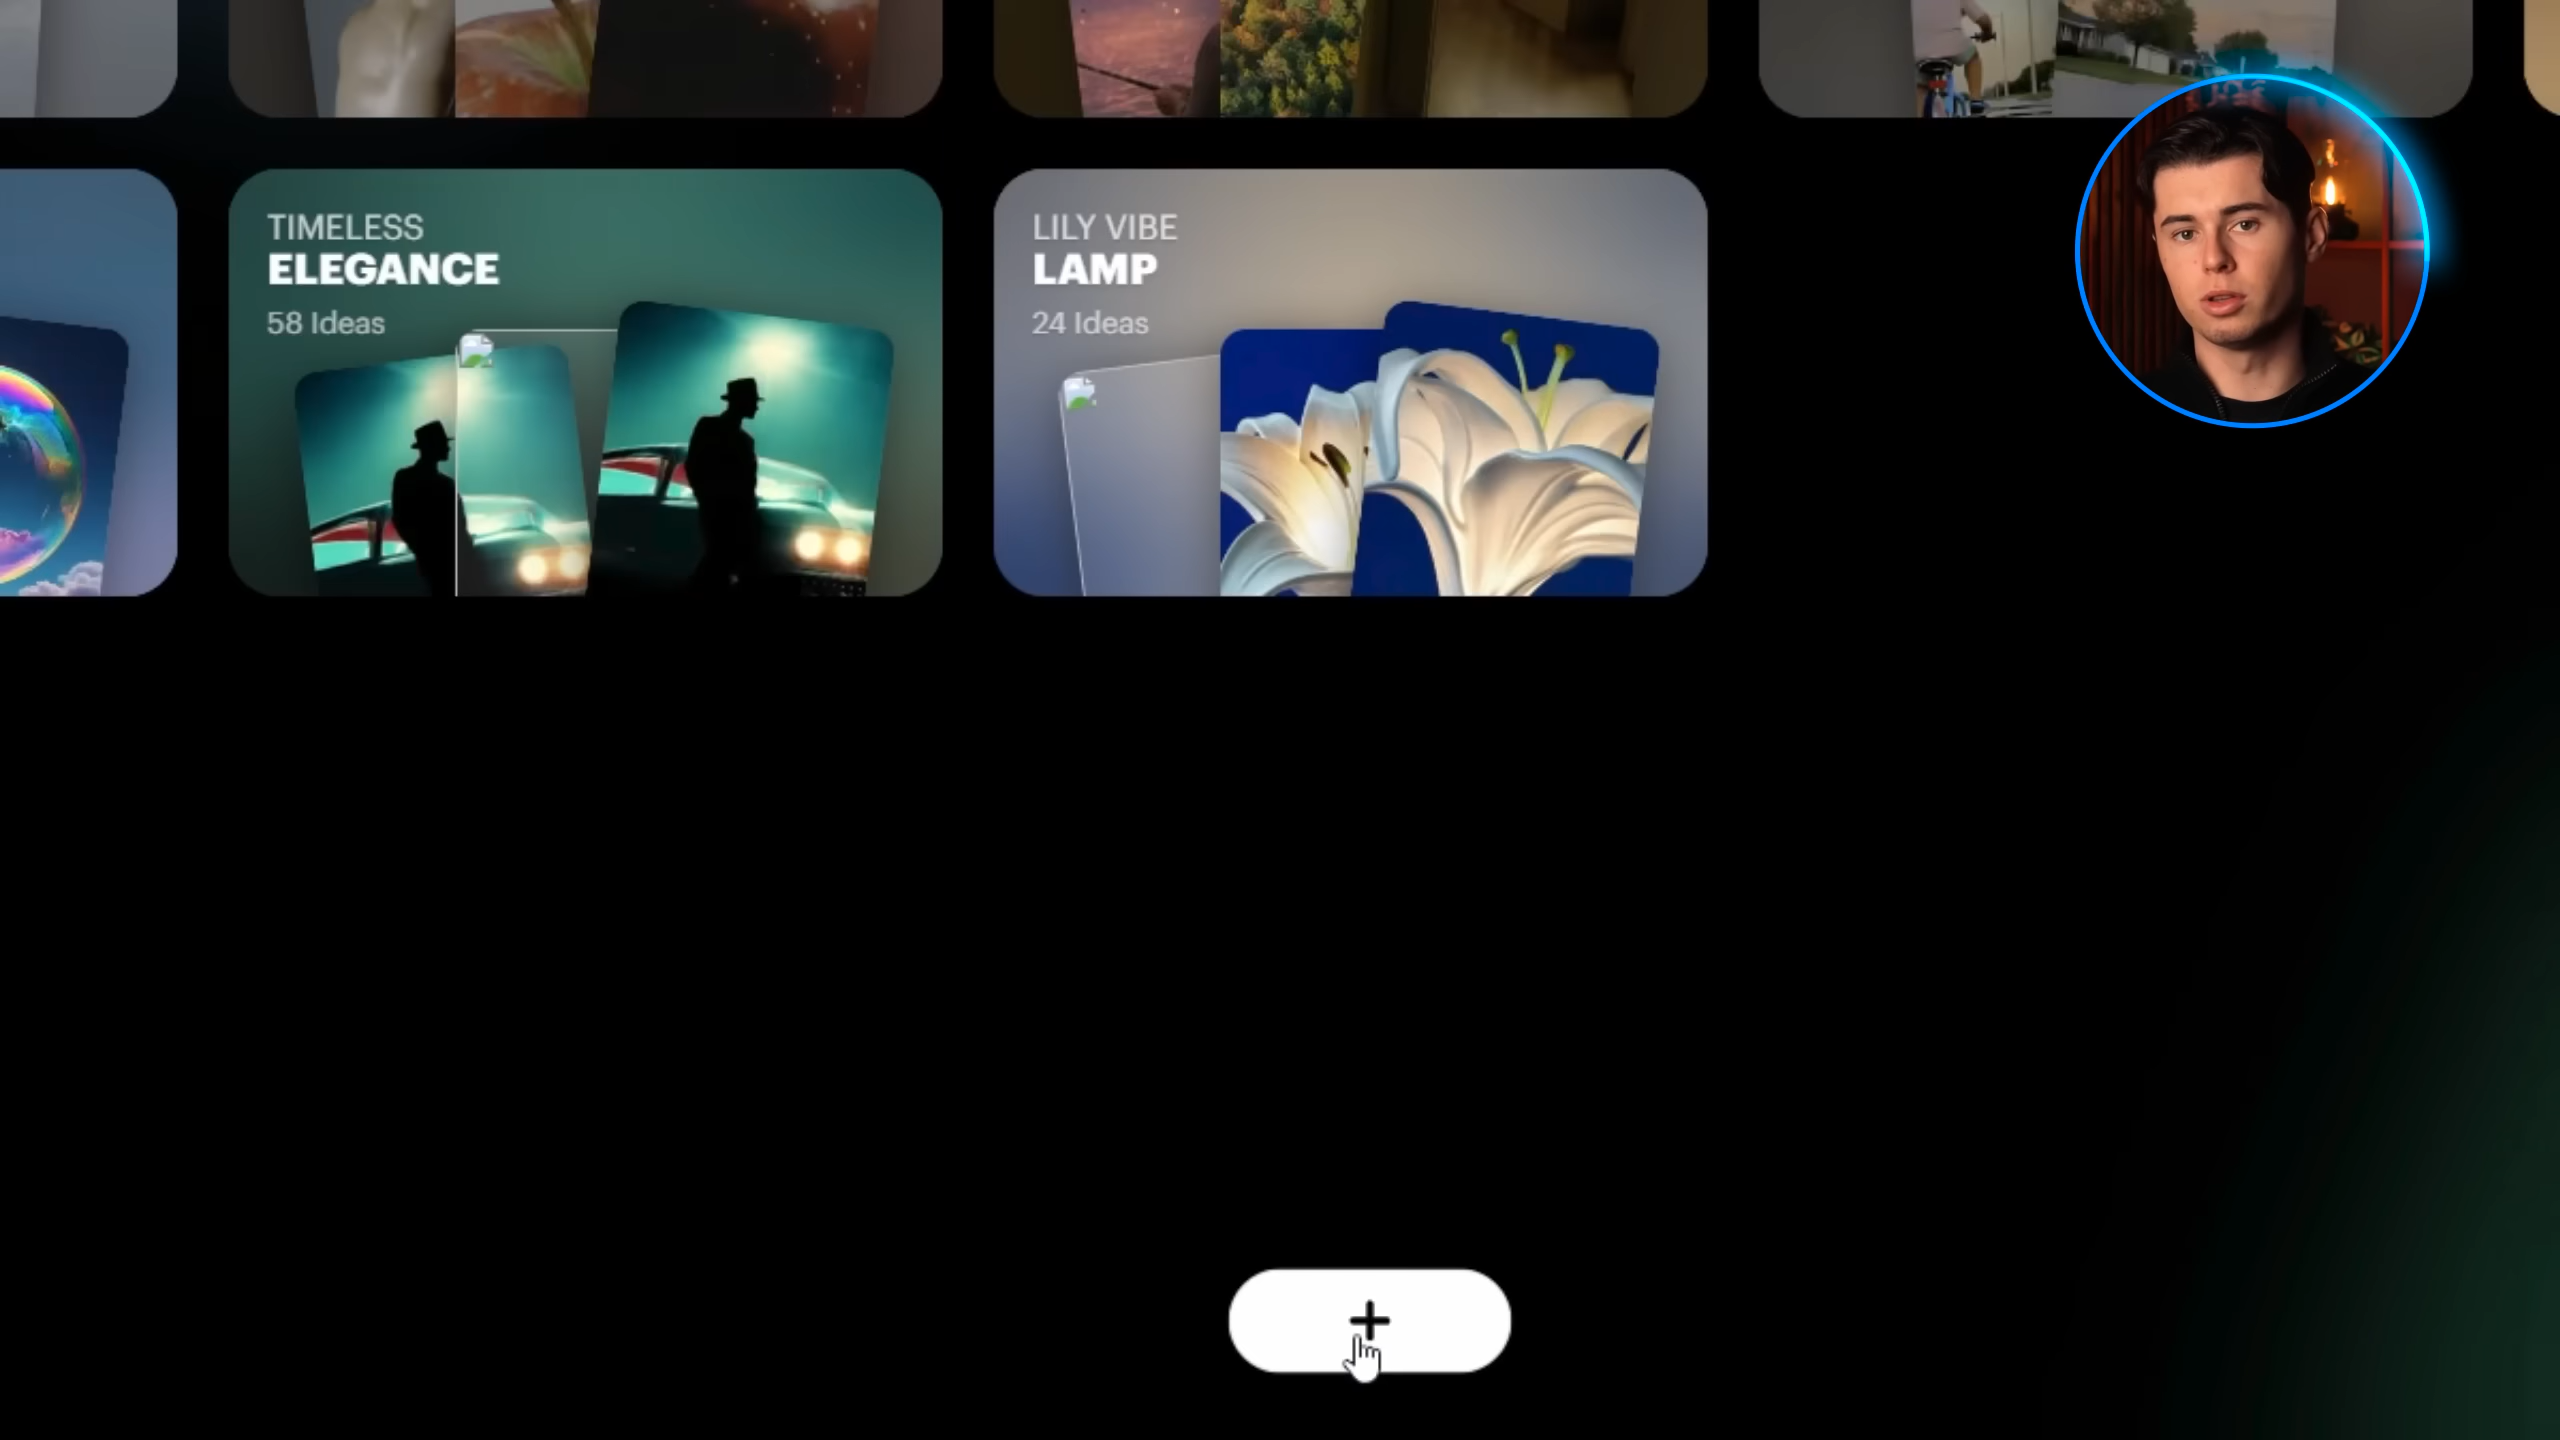 TIMELESS
ELEGANCE
58 Ideas
LILY VIBE
LAMP
24 Ideas